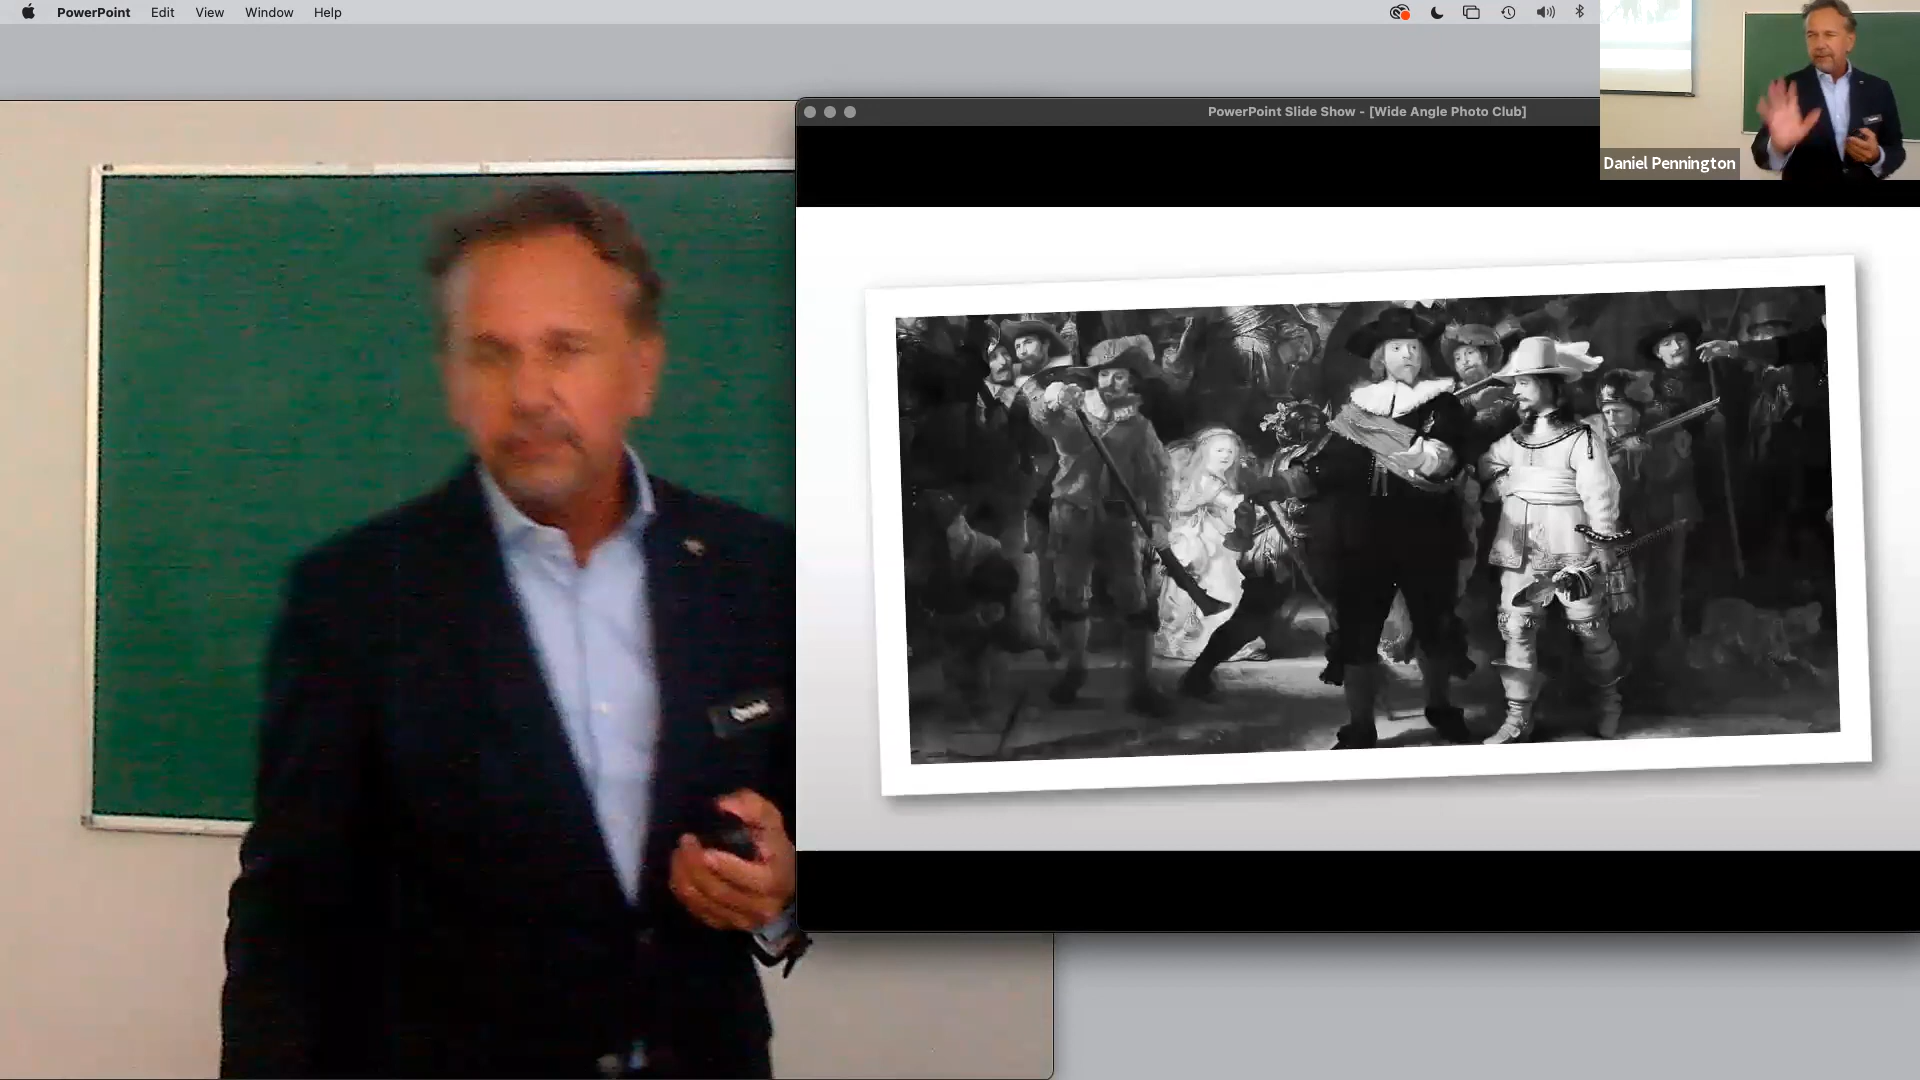 PowerPoint Edit View Window Help
PowerPoint Slide Show - [Wide Angle Photo Club]
Daniel Pennington